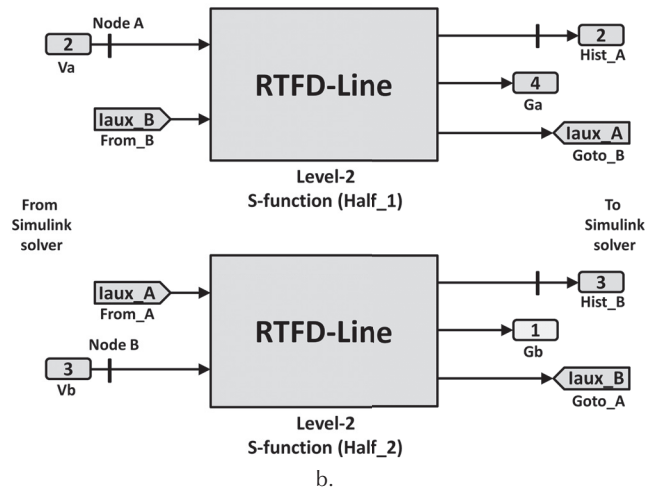 Node A
2
Va
Iaux_B
From_B
RTFD-Line
2
Hist_A
4
Ga
Iaux_A
Goto_B
Level-2
S-function (Half_1)
From
Simulink
solver
To
Simulink
solver
Iaux_A
From_A
Node B
3
Vb
RTFD-Line
3
Hist_B
1
Gb
Iaux_B
Goto_A
Level-2
S-function (Half_2)
b.